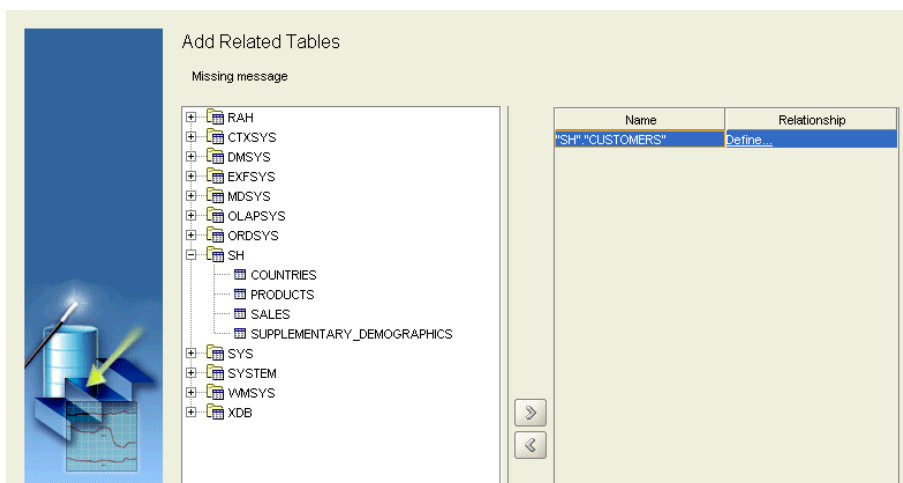 Add Related Tables
Missing message
RAH
CTXSYS
DMSYS
EXFSYS
MDSYS
OLAPSYS
ORDSYS
SH
COUNTRIES
PRODUCTS
SALES
SUPPLEMENTARY_DEMOGRAPHICS
SYS
SYSTEM
WMSYS
XDB
Name Relationship
"SH"."CUSTOMERS" Define...